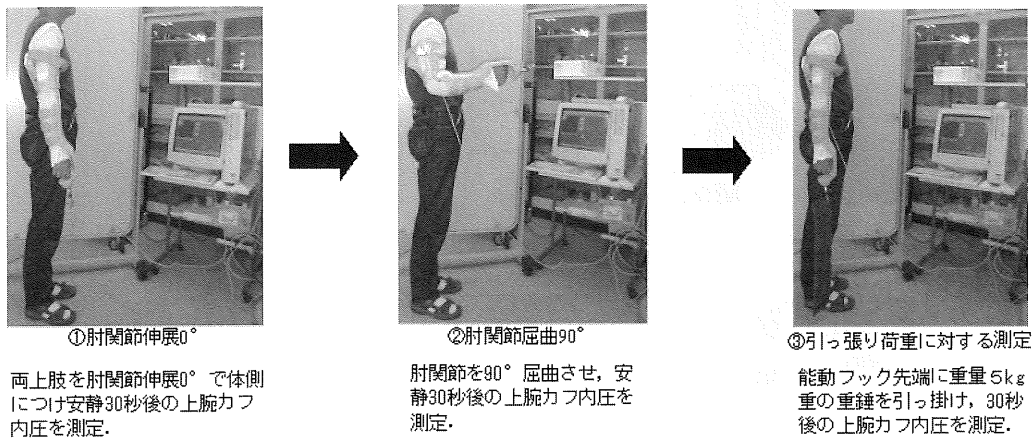 ①肘関節伸展0°
両上肢を肘関節伸展0°で体側
につけ安静30秒後の上腕カフ
内圧を測定.
②肘関節屈曲90°
肘関節を90°屈曲させ，安
静30秒後の上腕カフ内圧を
測定.
③引っ張り荷重に対する測定
能動フック先端に重量5kg
重の重錘を引っ掛け，30秒
後の上腕カフ内圧を測定.